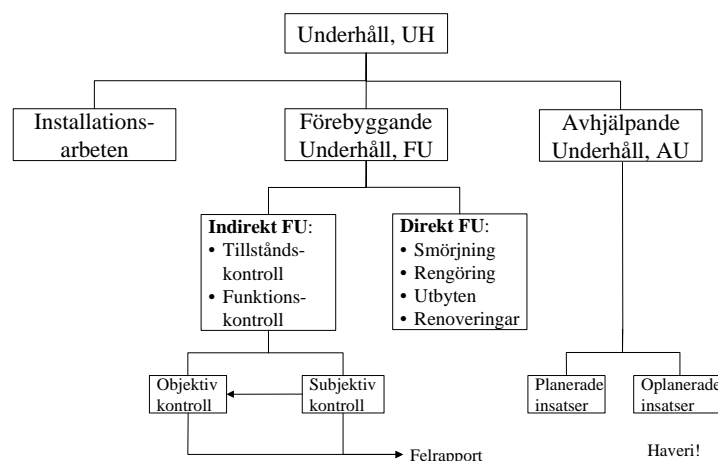 Underhåll, UH
Installations-
arbeten
Förebyggande
Underhåll, FU
Avhjälpande
Underhåll, AU
Indirekt FU:
• Tillstånds-
kontroll
• Funktions-
kontroll
Direkt FU:
• Smörjning
• Rengöring
• Utbyten
• Renoveringar
Objektiv
kontroll
Subjektiv
kontroll
Planerade
insatser
Oplanerade
insatser
Felrapport
Haveri!